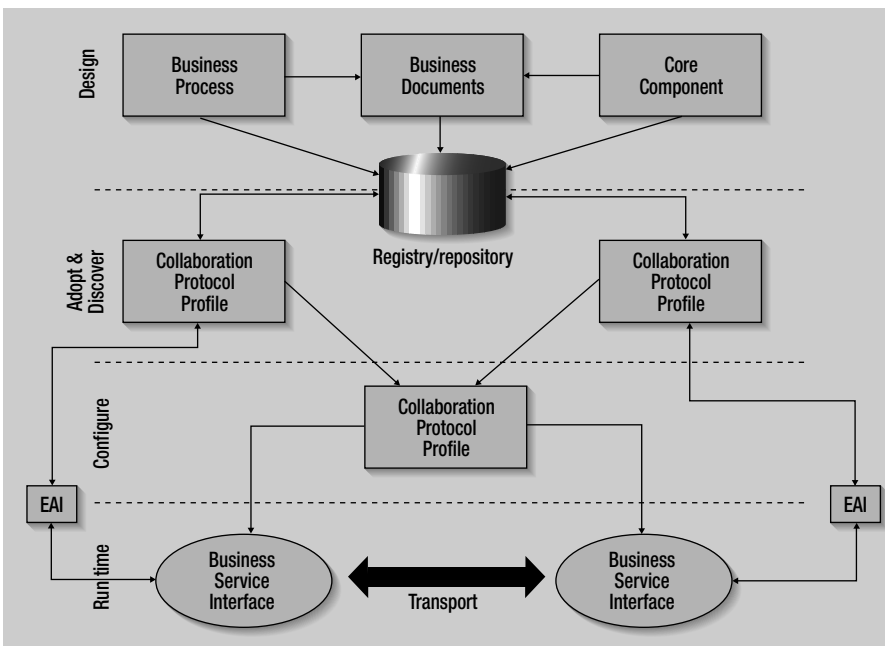 Design
Business
Process
Business
Documents
Core
Component
Registry/repository
Adopt &
Discover
Collaboration
Protocol
Profile
Collaboration
Protocol
Profile
Configure
Collaboration
Protocol
Profile
EAI
EAI
Run time
Business
Service
Interface
Transport
Business
Service
Interface